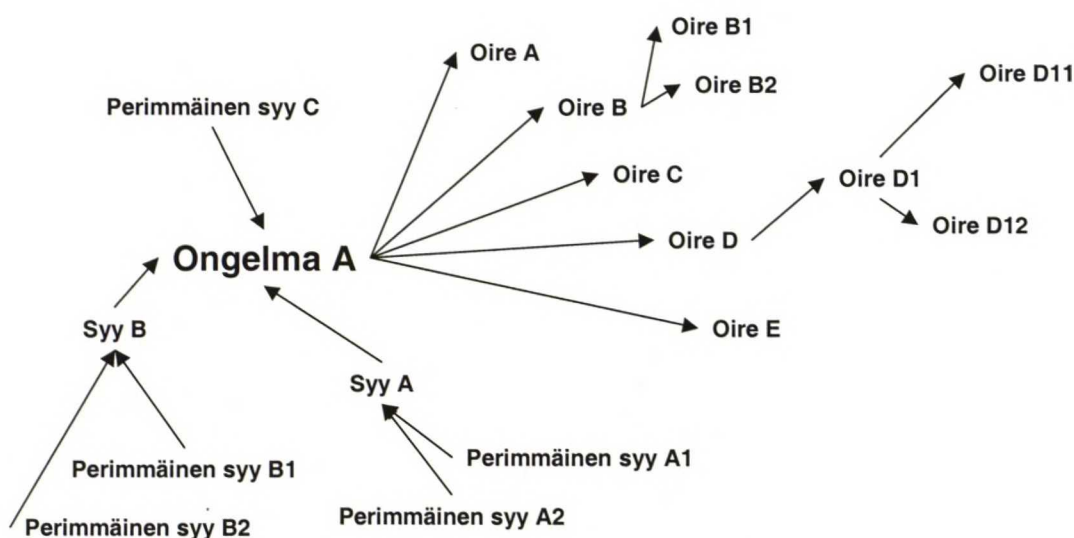 Oire B1
Oire A
Oire D11
Oire B2
Perimmäinen syy C
Oire B
Oire C
Oire D1
Oire D12
Oire D
Ongelma A
Syy B
Oire E
Syy A
Perimmäinen syy A1
Perimmäinen syy B1
Perimmäinen syy A2
Perimmäinen syy B2